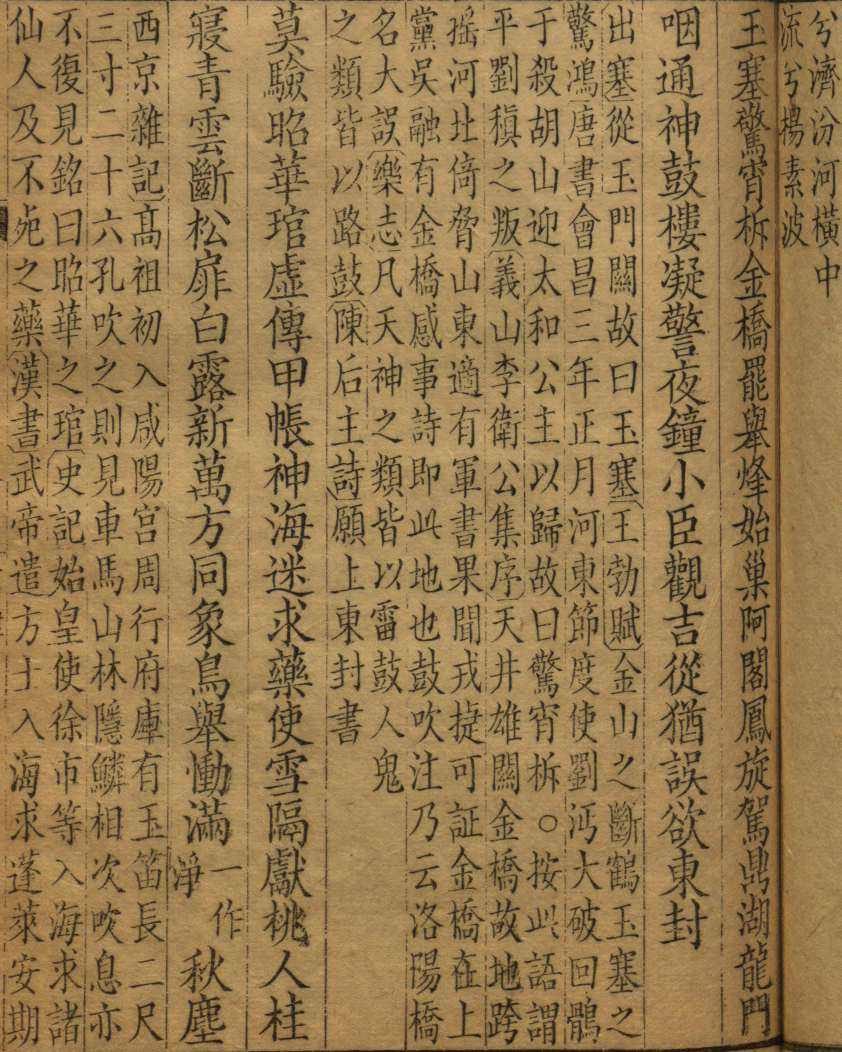 兮濟汾河橫中
流兮揚素波
玉塞驚宵柝金橋罷舉烽始巢阿閣鳳旋駕鼎湖龍門
咽通神鼓樓凝警夜鐘小臣觀吉從猶誤欲東封
出塞從玉門關故曰玉塞王勃賦金山之斷鶴玉塞之
驚鴻唐書會昌三年正月河東節度使劉沔大破回鶻
于殺胡山迎太和公主以歸故曰驚宵柝○按此語謂
平劉稹之叛義山李衛公集序天井雄關金橋故地跨
搖河北倚脅山東適有軍書果聞戎捷可証金橋在上
黨吳融有金橋感事詩即此地也鼓吹注乃云洛陽橋
名大誤樂志凡天神之類皆以雷鼓人鬼
之類皆以路鼓陳后主詩願上東封書
莫驗昭華琯虛傳甲帳神海迷求藥使雪隔獻桃人桂
寢青雲斷松扉白露新萬方同象鳥舉慟滿一作淨秋塵
西京雜記高祖初入咸陽宮周行府庫有玉笛長二尺
三寸二十六孔吹之則見車馬山林隱鱗相次吹息亦
不復見銘曰昭華之琯史記始皇使徐市等入海求諸
仙人及不死之藥漢書武帝遣方士入海求蓬萊安期